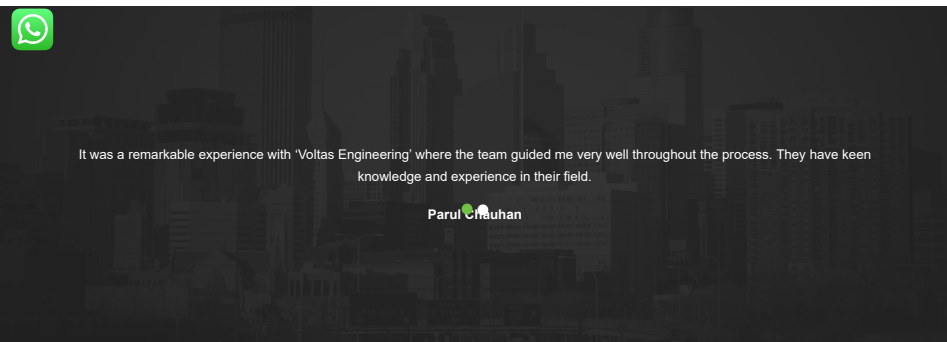 It was a remarkable experience with ‘Voltas Engineering’ where the team guided me very well throughout the process. They have keen
knowledge and experience in their field.
Parul Chauhan